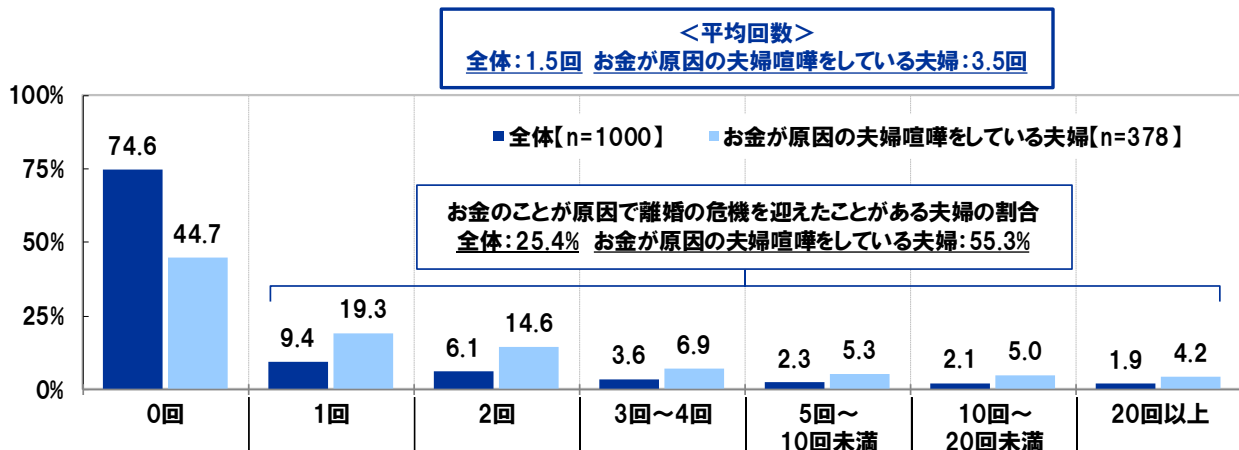 ＜平均回数＞
全体：1.5回 お金が原因の夫婦喧嘩をしている夫婦：3.5回
100%
75%
50%
25%
0%
■全体【n=1000】 ■お金が原因の夫婦喧嘩をしている夫婦【n=378】
お金のことが原因で離婚の危機を迎えたことがある夫婦の割合
全体：25.4% お金が原因の夫婦喧嘩をしている夫婦：55.3%
74.6
44.7
9.4
19.3
6.1
14.6
3.6
6.9
2.3
5.3
2.1
5.0
1.9
4.2
0回
1回
2回
3回～4回
5回～
10回未満
10回～
20回未満
20回以上